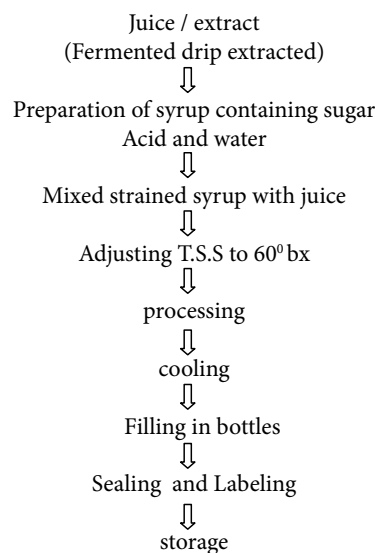 Juice / extract
(Fermented drip extracted)
Preparation of syrup containing sugar
Acid and water
Mixed strained syrup with juice
Adjusting T.S.S to 60⁰ bx
processing
cooling
Filling in bottles
Sealing and Labeling
storage